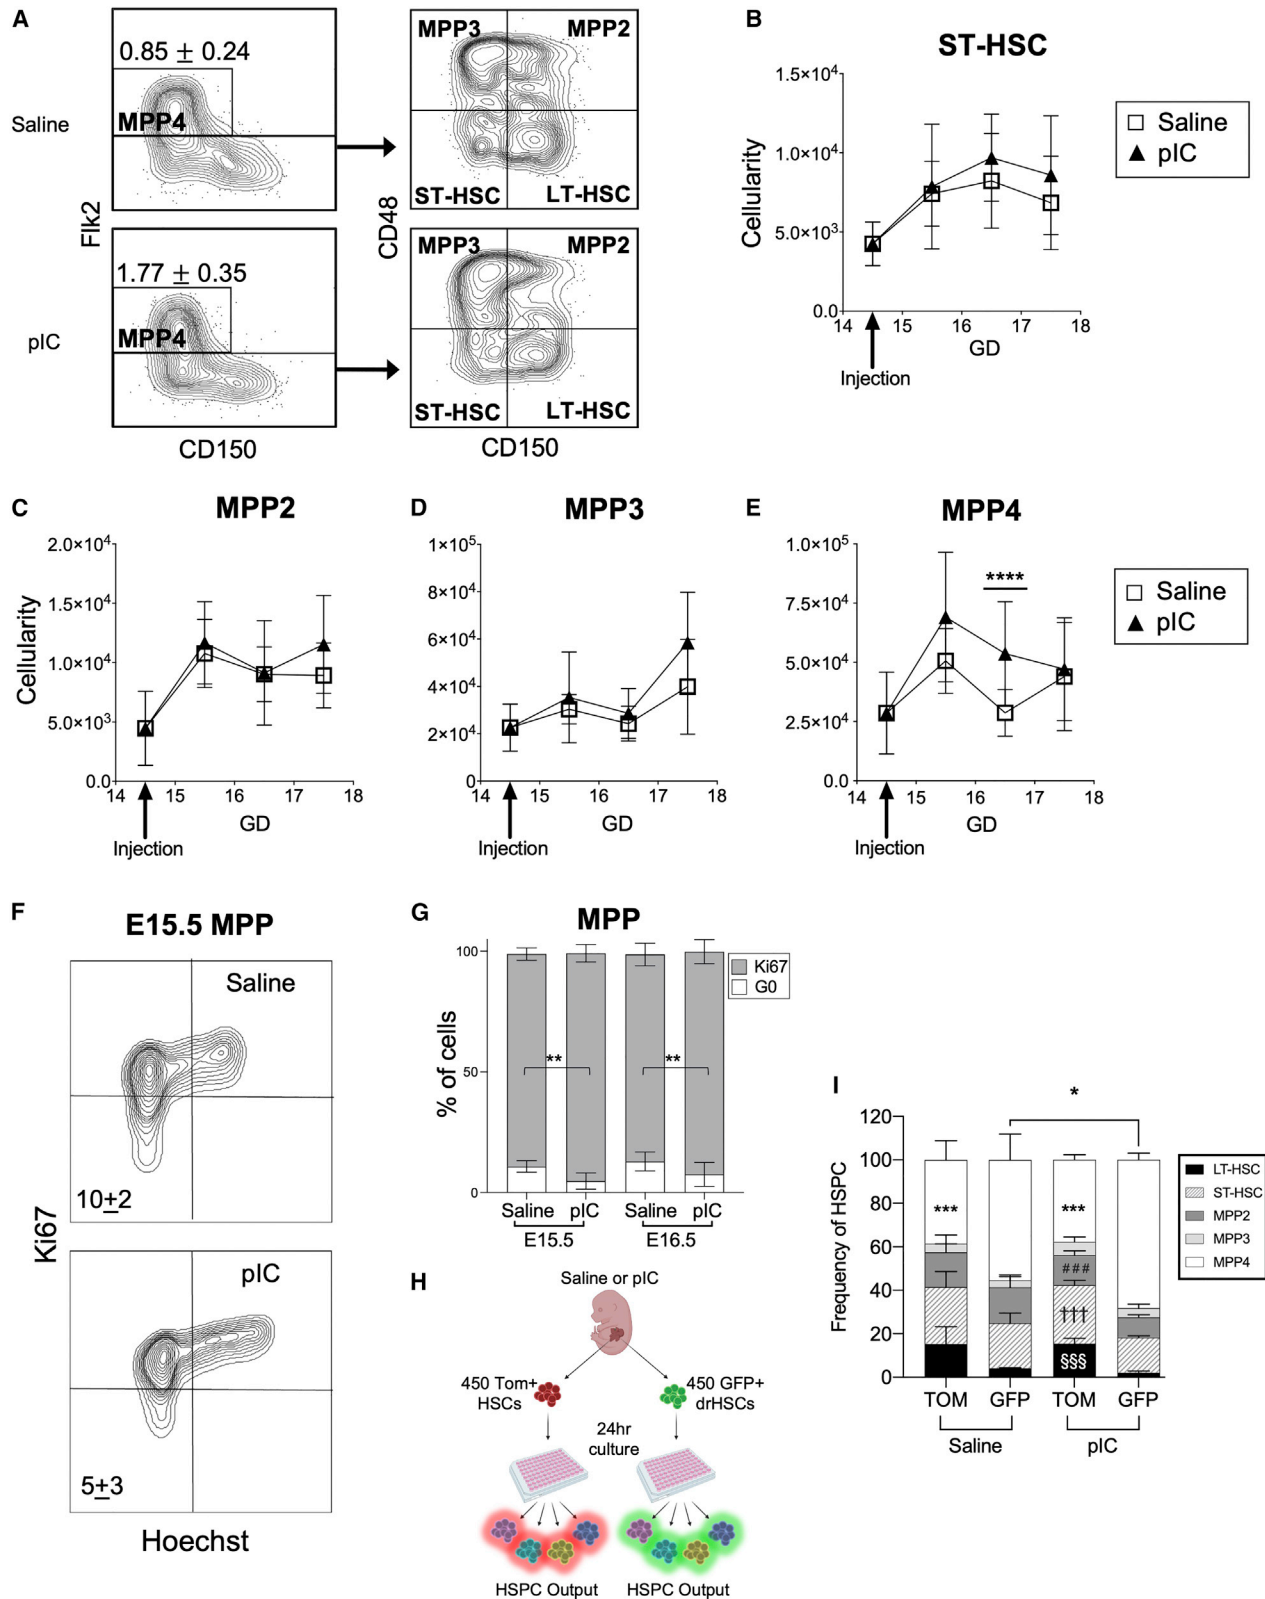 A
Saline
0.85 ± 0.24
MPP4
MPP3 MPP2
ST-HSC LT-HSC
Flk2
CD48
pIC
1.77 ± 0.35
MPP4
MPP3 MPP2
ST-HSC LT-HSC
CD150 CD150
B
ST-HSC
Cellularity
1.5×10⁴
1.0×10⁴
5.0×10³
0.0
14 15 16 17 18
GD
Injection
Saline
pIC
C
MPP2
Cellularity
2.0×10⁴
1.5×10⁴
1.0×10⁴
5.0×10³
0.0
14 15 16 17 18
GD
Injection
D
MPP3
1×10⁵
8×10⁴
6×10⁴
4×10⁴
2×10⁴
0
14 15 16 17 18
GD
Injection
E
MPP4
1.0×10⁵
7.5×10⁴
5.0×10⁴
2.5×10⁴
0.0
****
14 15 16 17 18
GD
Injection
Saline
pIC
F
E15.5 MPP
Saline
10±2
Ki67
pIC
5±3
Hoechst
G
MPP
% of cells
100
50
0
** **
Ki67
G0
Saline pIC Saline pIC
E15.5 E16.5
H
Saline or pIC
450 Tom+
HSCs
450 GFP+
drHSCs
24hr
culture
HSPC Output HSPC Output
I
Frequency of HSPC
120
100
80
60
40
20
0
*
*** ***
###
†††
§§§
TOM GFP TOM GFP
Saline pIC
LT-HSC
ST-HSC
MPP2
MPP3
MPP4